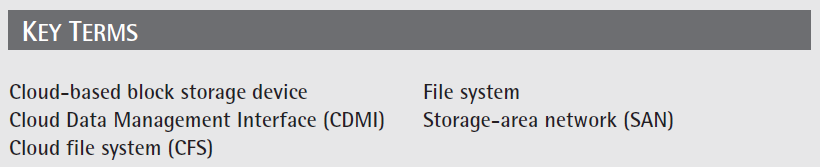 KEY TERMS
Cloud-based block storage device
Cloud Data Management Interface (CDMI)
Cloud file system (CFS)
File system
Storage-area network (SAN)